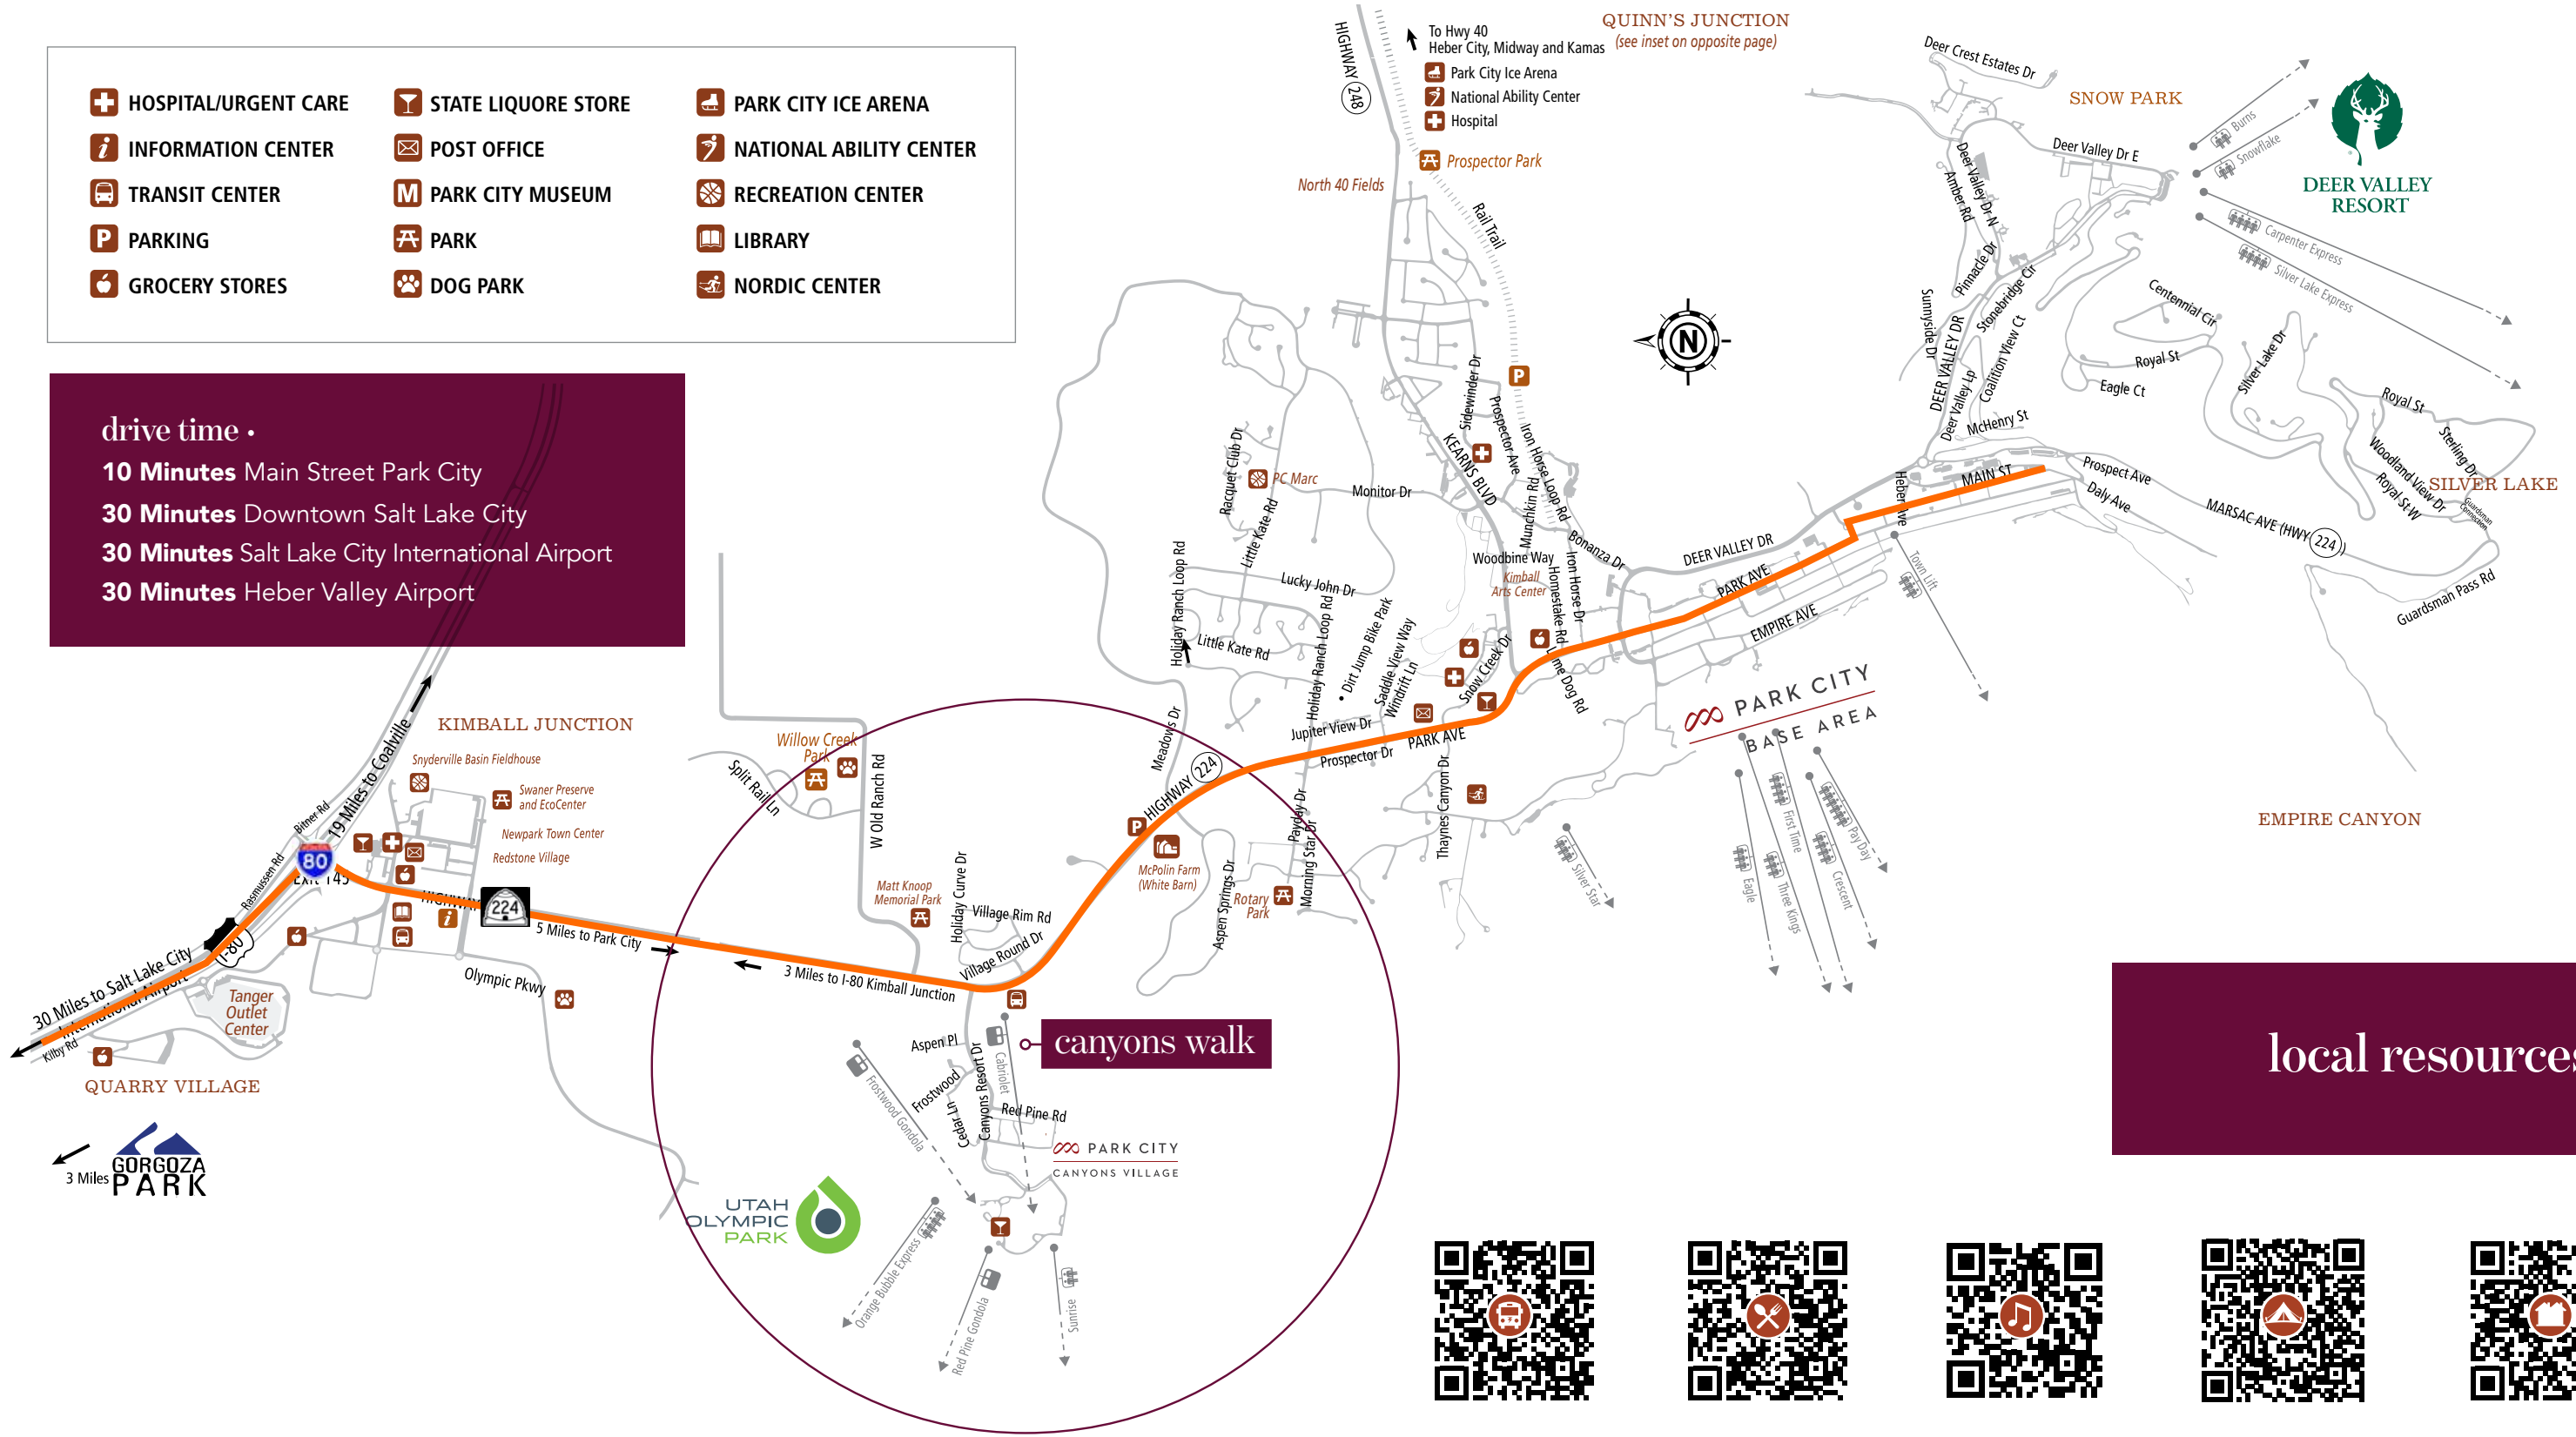 HOSPITAL/URGENT CARE
INFORMATION CENTER
TRANSIT CENTER
PARKING
GROCERY STORES
STATE LIQUORE STORE
POST OFFICE
PARK CITY MUSEUM
PARK
DOG PARK
PARK CITY ICE ARENA
NATIONAL ABILITY CENTER
RECREATION CENTER
LIBRARY
NORDIC CENTER
drive time •
10 Minutes Main Street Park City
30 Minutes Downtown Salt Lake City
30 Minutes Salt Lake City International Airport
30 Minutes Heber Valley Airport
HIGHWAY 248
To Hwy 40
Heber City, Midway and Kamas
Park City Ice Arena
National Ability Center
Hospital
QUINN'S JUNCTION
(see inset on opposite page)
Prospector Park
North 40 Fields
Rail Trail
N
P
Deer Crest Estates Dr
SNOW PARK
Deer Valley Dr E
Deer Valley Dr N
Amber Rd
Pinnacle Dr
Stonebridge Cir
Sunnyside Dr
DEER VALLEY DR
Deer Valley Lp
Coalition View Ct
McHenry St
Burns
Snowflake
Carpenter Express
Silver Lake Express
DEER VALLEY
RESORT
Centennial Cir
Royal St
Eagle Ct
Silver Lake Dr
Royal St
Sterling Dr
Woodland View Dr
Royal St W
SILVER LAKE
Guardsman
Connection
Prospect Ave
Daly Ave
MARSAC AVE (HWY 224)
Guardsman Pass Rd
EMPIRE CANYON
MAIN ST
Heber Ave
Town Lift
DEER VALLEY DR
PARK AVE
EMPIRE AVE
Sidewinder Dr
Prospector Ave
KEARNS BLVD
Iron Horse Loop Rd
Munchkin Rd
Bonanza Dr
Woodbine Way
Kimball
Arts Center
Homestake Rd
Iron Horse Dr
Lame Dog Rd
Snow Creek Dr
Racquet Club Dr
PC Marc
Monitor Dr
Little Kate Rd
Lucky John Dr
Holiday Ranch Loop Rd
Little Kate Rd
Holiday Ranch Loop Rd
• Dirt Jump Bike Park
Saddle View Way
Windrift Ln
Jupiter View Dr
Prospector Dr
PARK AVE
Thaynes Canyon Dr
Payday Dr
Morning Star Dr
Rotary
Park
Aspen Springs Dr
Meadows Dr
HIGHWAY 224
P
McPolin Farm
(White Barn)
PARK CITY
BASE AREA
Silver Star
Eagle
First Time
Three Kings
Crescent
Pay Day
KIMBALL JUNCTION
Snyderville Basin Fieldhouse
Swaner Preserve
and EcoCenter
Newpark Town Center
Redstone Village
19 Miles to Coalville
Bitner Rd
Rasmussen Rd
80
Exit 145
HIGHWAY
224
5 Miles to Park City
3 Miles to I-80 Kimball Junction
I-80
30 Miles to Salt Lake City
International Airport
Kilby Rd
Tanger
Outlet
Center
QUARRY VILLAGE
3 Miles
GORGOZA
PARK
Olympic Pkwy
Willow Creek
Park
Split Rail Ln
W Old Ranch Rd
Matt Knoop
Memorial Park
Holiday Curve Dr
Village Rim Rd
Village Round Dr
canyons walk
Aspen Pl
Frostwood
Cedar Ln
Canyons Resort Dr
Cabriolet
Red Pine Rd
Frostwood Gondola
PARK CITY
CANYONS VILLAGE
UTAH
OLYMPIC
PARK
Orange Bubble Express
Red Pine Gondola
Sunrise
local resources